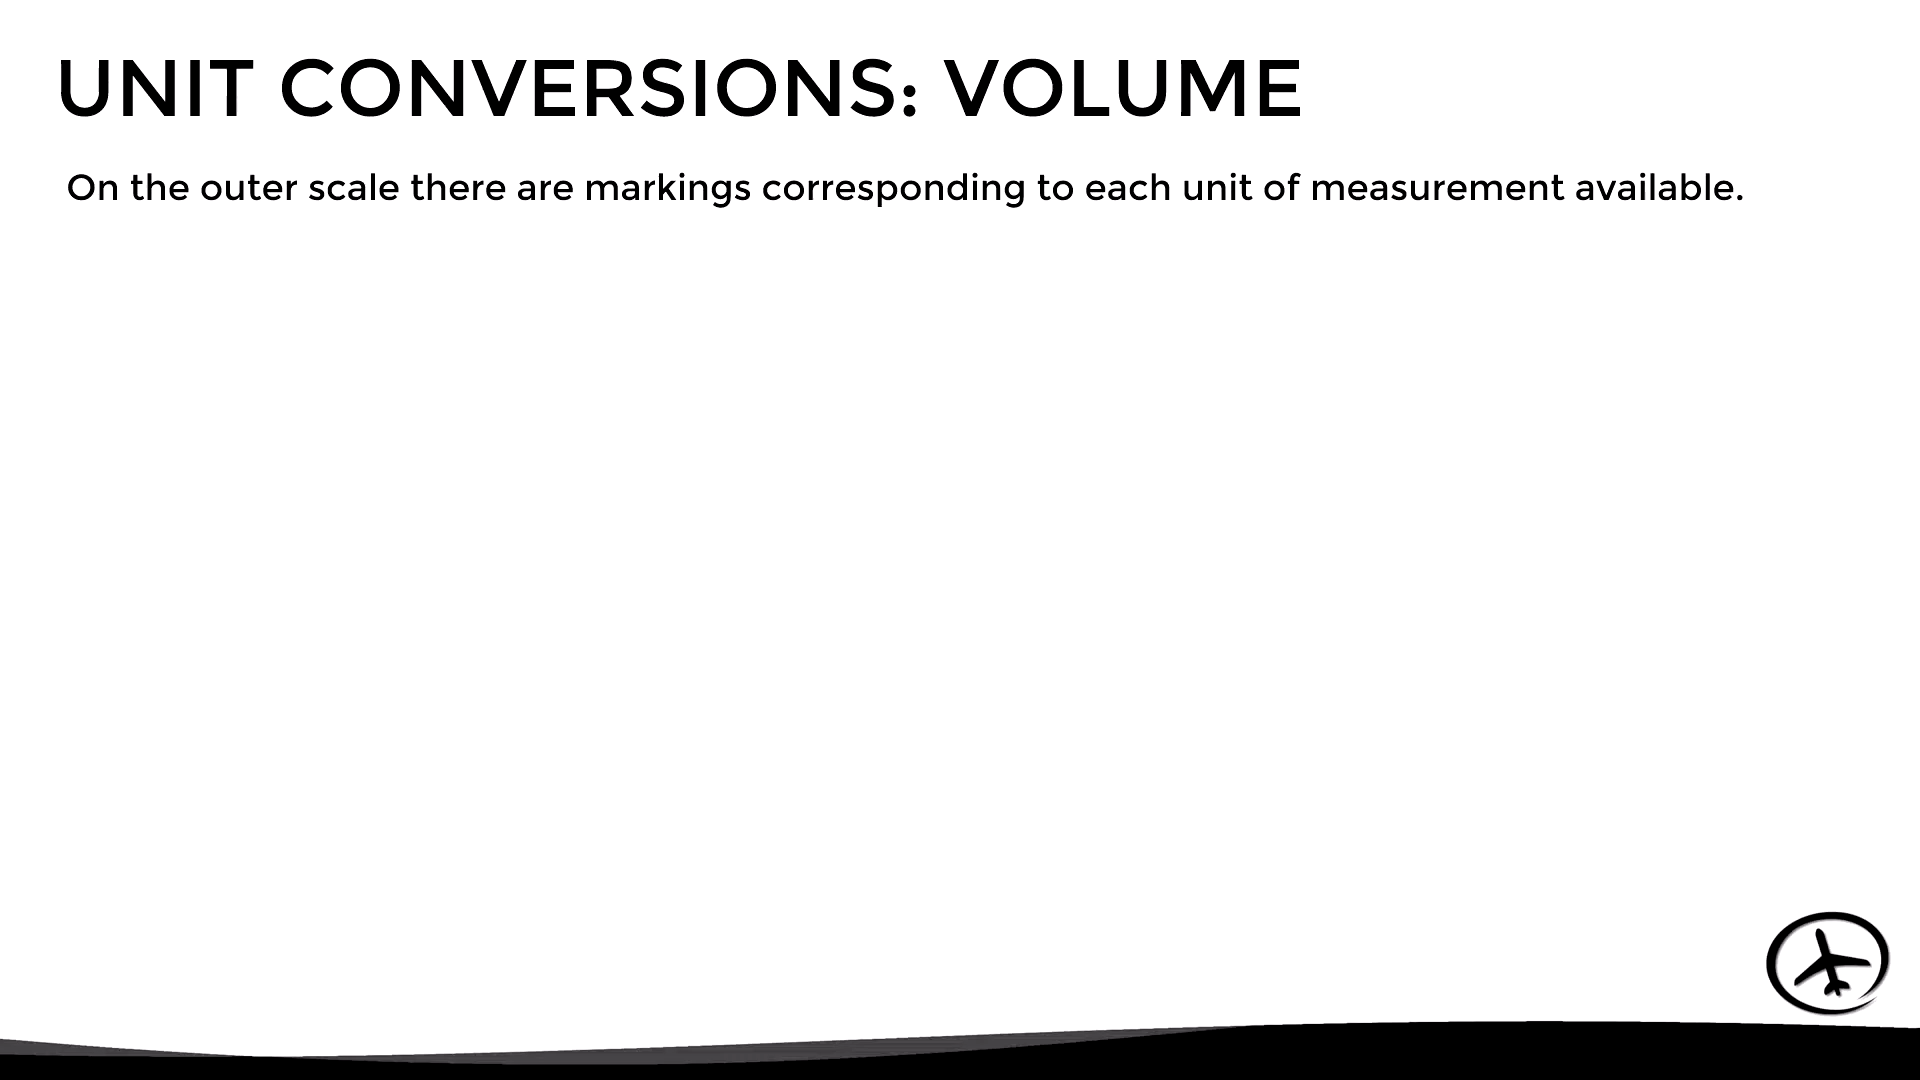 UNIT CONVERSIONS: VOLUME
On the outer scale there are markings corresponding to each unit of measurement available.